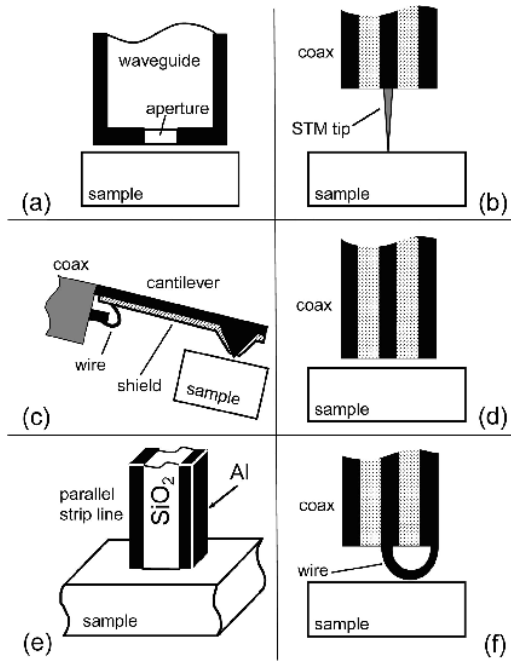 waveguide
aperture
sample
(a)
coax
STM tip
sample
(b)
coax
cantilever
wire
shield
sample
(c)
coax
sample
(d)
parallel
strip line
SiO2
Al
sample
(e)
coax
wire
sample
(f)